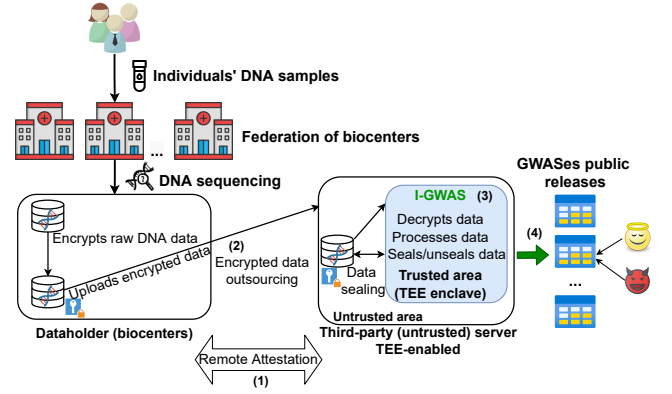 Individuals' DNA samples
...
Federation of biocenters
DNA sequencing
GWASes public
releases
I-GWAS (3)
Decrypts data
Processes data
Seals/unseals data
Trusted area
(TEE enclave)
(4)
Encrypts raw DNA data
Uploads encrypted data
(2)
Encrypted data
outsourcing
Data
sealing
...
Untrusted area
Dataholder (biocenters)
Third-party (untrusted) server
TEE-enabled
Remote Attestation
(1)